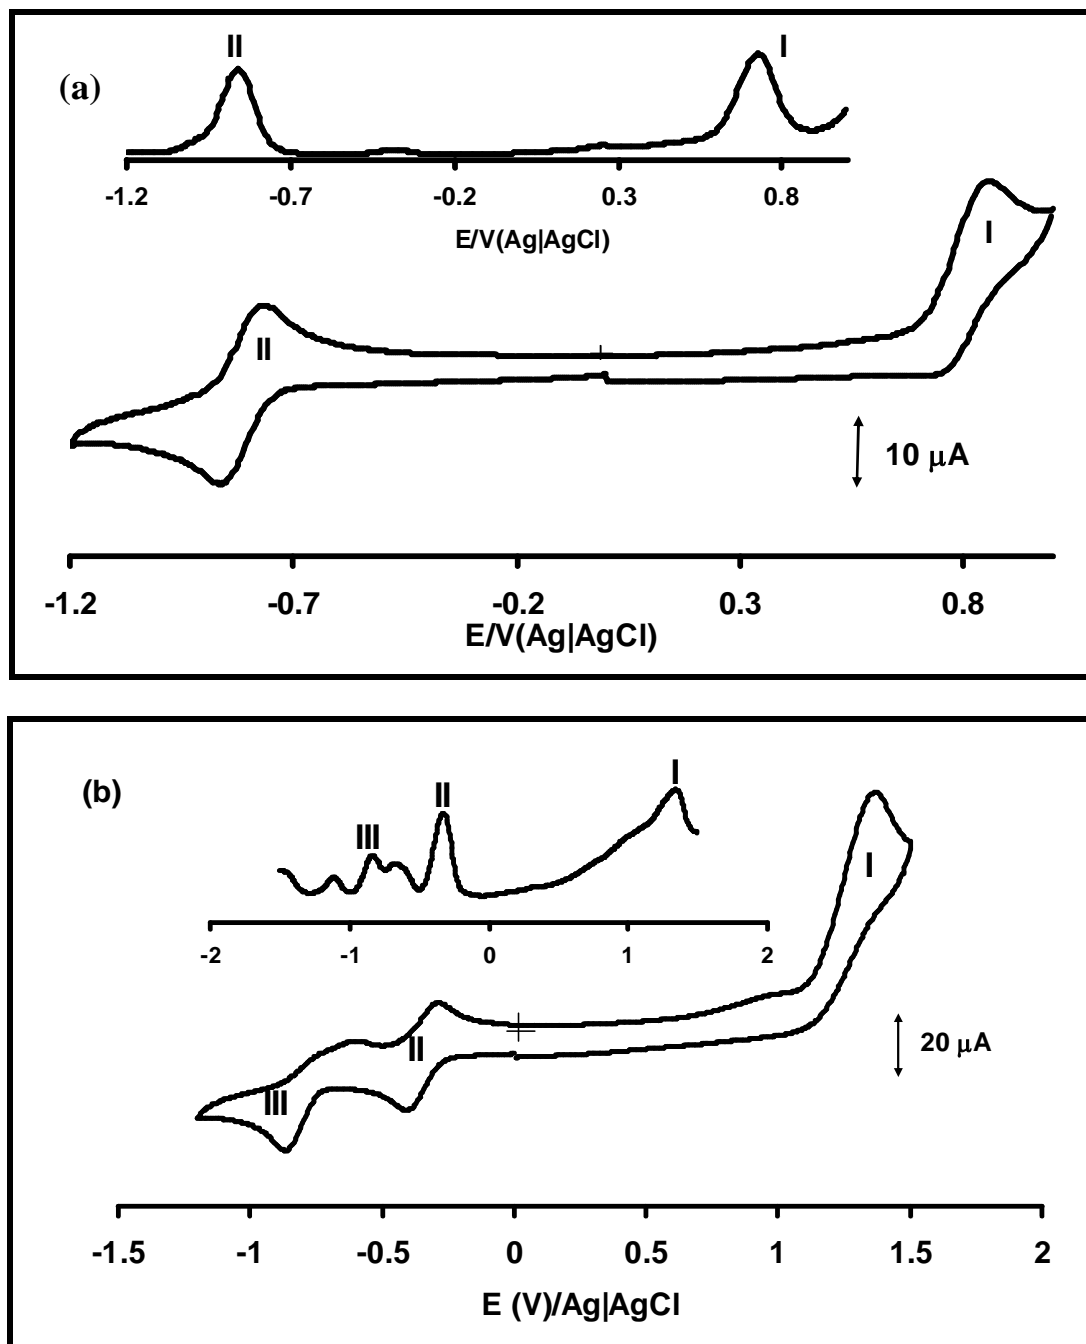 II I
(a)
-1.2 -0.7 -0.2 0.3 0.8
E/V(Ag|AgCl)
I
II
10 μA
-1.2 -0.7 -0.2 0.3 0.8
E/V(Ag|AgCl)
I
(b)
II
III
I
-2 -1 0 1 2
II
20 μA
III
-1.5 -1 -0.5 0 0.5 1 1.5 2
E (V)/Ag|AgCl